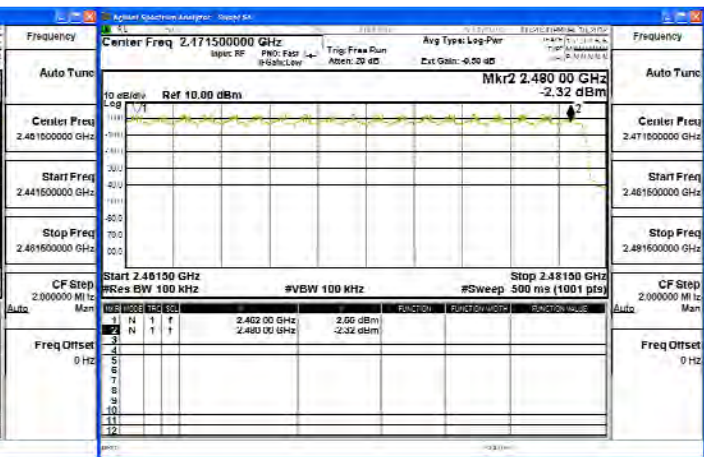 Agilent Spectrum Analyzer - Swept SA
Frequency
Auto Tune
Center Freq
2.451500000 GHz
Start Freq
2.441500000 GHz
Stop Freq
2.461500000 GHz
CF Step
2.000000 MHz
Auto Man
Freq Offset
0 Hz
Center Freq 2.471500000 GHz
Input: RF PNO: Fast
IFGain:Low
Trig: Free Run
Atten: 20 dB
Avg Type: Log-Pwr
Ext Gain: -0.50 dB
Mkr2 2.480 00 GHz
-2.32 dBm
10 dB/div Ref 10.00 dBm
Log
1
2
Start 2.46150 GHz
Stop 2.48150 GHz
#Res BW 100 kHz #VBW 100 kHz #Sweep 500 ms (1001 pts)
MKR MODE TRC SCL X Y FUNCTION FUNCTION WIDTH FUNCTION VALUE
1 N 1 f 2.462 00 GHz
2 N 1 f 2.480 00 GHz -2.32 dBm
3
4
5
6
7
8
9
10
11
12
Frequency
Auto Tune
Center Freq
2.471500000 GHz
Start Freq
2.461500000 GHz
Stop Freq
2.481500000 GHz
CF Step
2.000000 MHz
Auto Man
Freq Offset
0 Hz